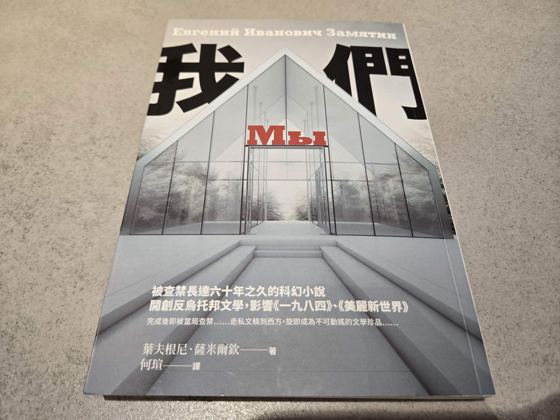 Евгений Иванович Замятин
我們
Мы
被查禁長達六十年之久的科幻小說
開創反烏托邦文學，影響《一九八四》、《美麗新世界》
完成後即被當局查禁……走私文稿到西方，旋即成為不可動搖的文學珍品……
葉夫根尼·薩米爾欽——著
何瑄——譯